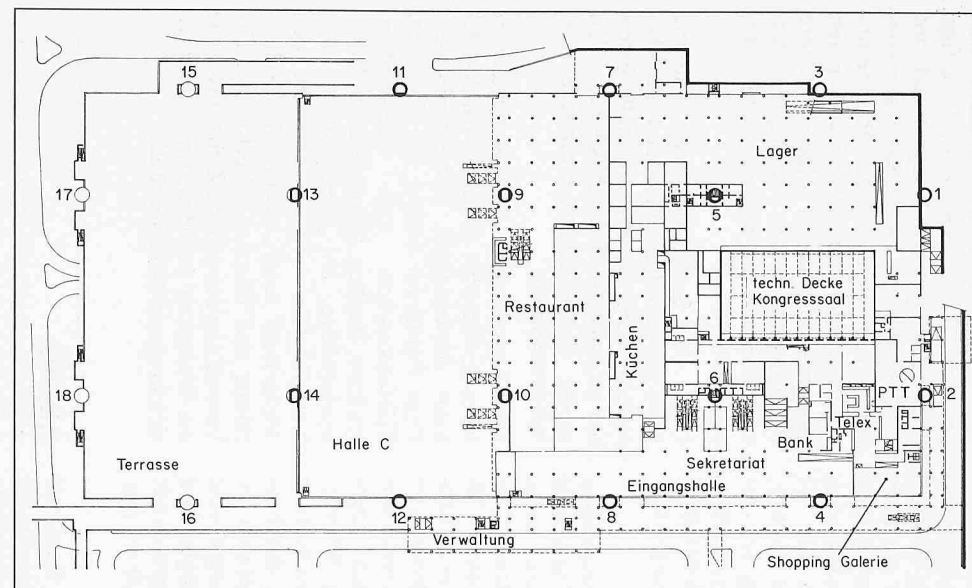 15
11
7
3
Lager
17
13
9
5
1
techn. Decke
Kongresssaal
Restaurant
Küchen
18
14
10
6
PTT
2
Telex.
Halle C
Bank
Terrasse
Sekretariat
Eingangshalle
16
12
8
4
Verwaltung
Shopping Galerie